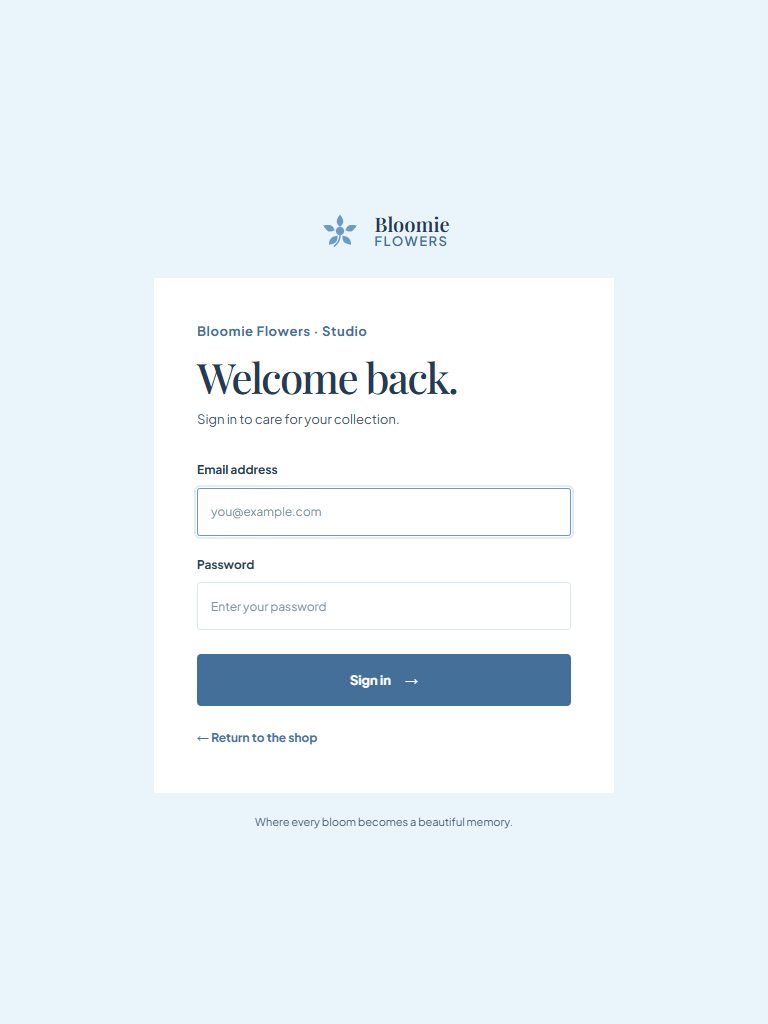 Bloomie
FLOWERS
Bloomie Flowers · Studio
Welcome back.
Sign in to care for your collection.
Email address
you@example.com
Password
Enter your password
Sign in →
← Return to the shop
Where every bloom becomes a beautiful memory.